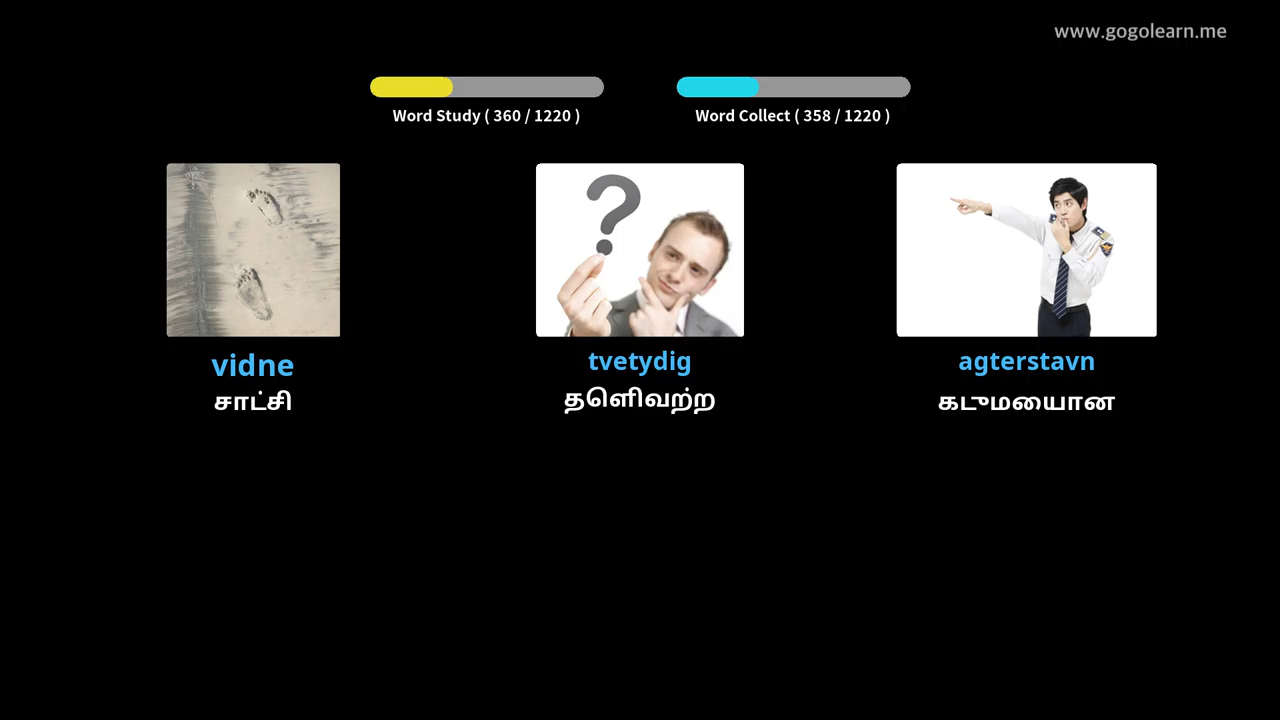 www.gogolearn.me
Word Study ( 360 / 1220 )
Word Collect ( 358 / 1220 )
vidne
tvetydig
agterstavn
சாட்சி
தெளிவற்ற
கடுமையான